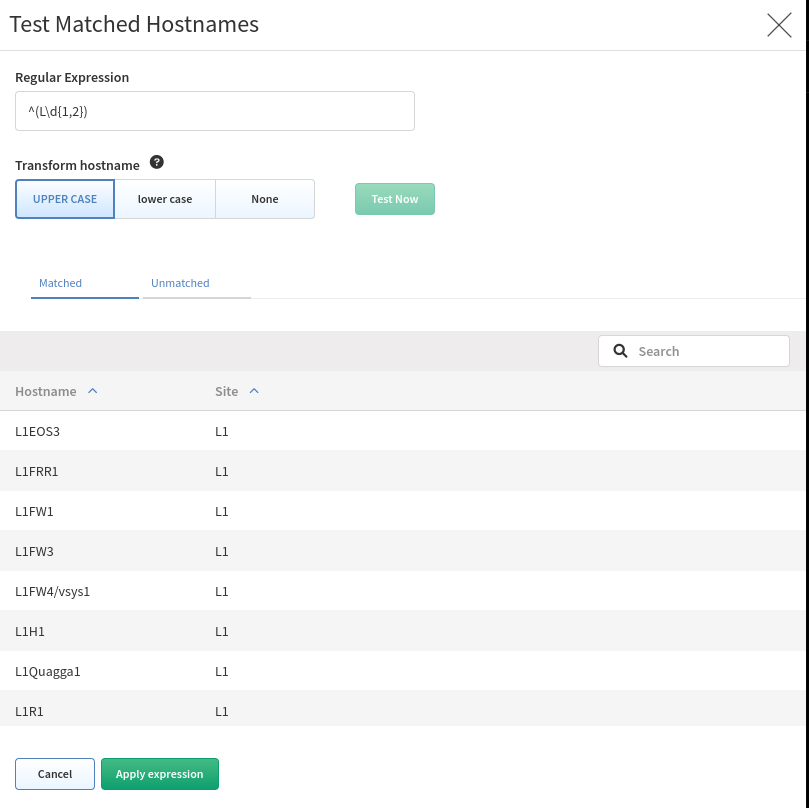 Test Matched Hostnames
Regular Expression
^(L\d{1,2})
Transform hostname ?
UPPER CASE lower case None Test Now
Matched Unmatched
Search
Hostname Site
L1EOS3 L1
L1FRR1 L1
L1FW1 L1
L1FW3 L1
L1FW4/vsys1 L1
L1H1 L1
L1Quagga1 L1
L1R1 L1
Cancel Apply expression